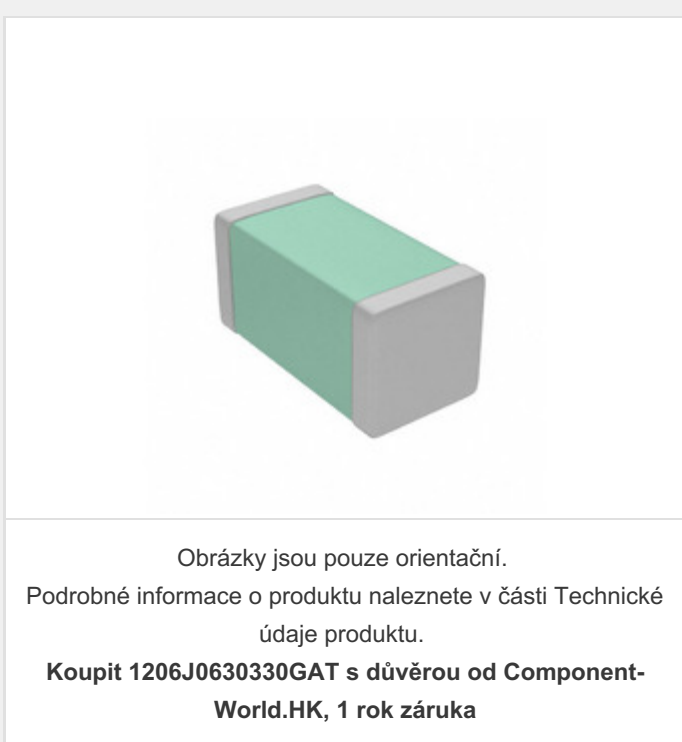 Obrázky jsou pouze orientační.
Podrobné informace o produktu naleznete v části Technické
údaje produktu.
Koupit 1206J0630330GAT s důvěrou od Component-
World.HK, 1 rok záruka